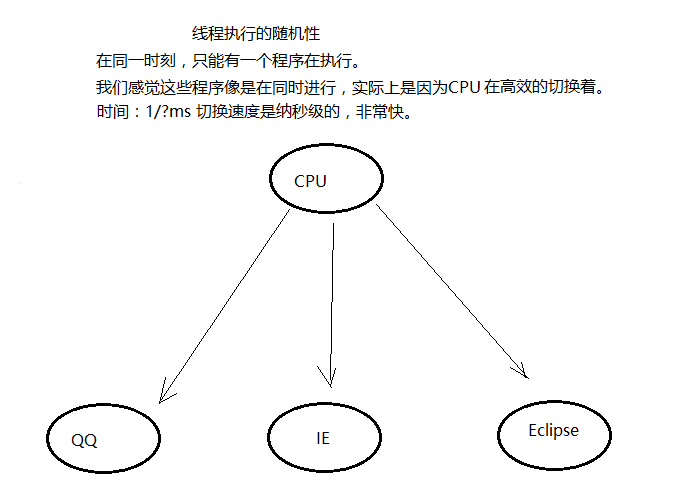 线程执行的随机性
在同一时刻，只能有一个程序在执行。
我们感觉这些程序像是在同时进行，实际上是因为CPU 在高效的切换着。
时间：1/?ms 切换速度是纳秒级的，非常快。
CPU
QQ
IE
Eclipse